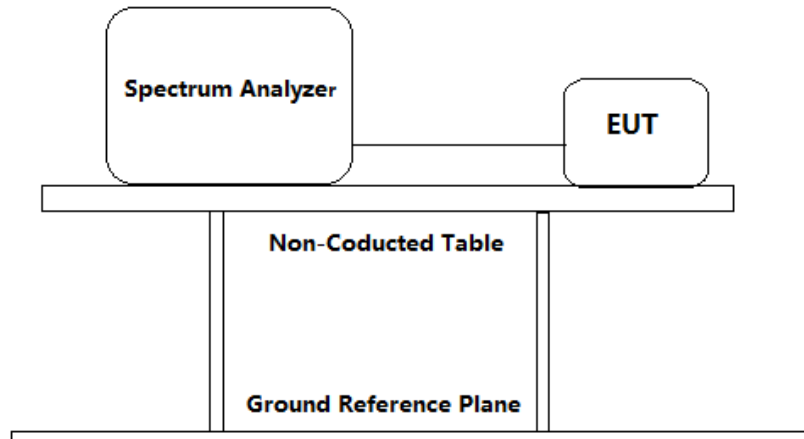 Spectrum Analyzer
EUT
Non-Coducted Table
Ground Reference Plane